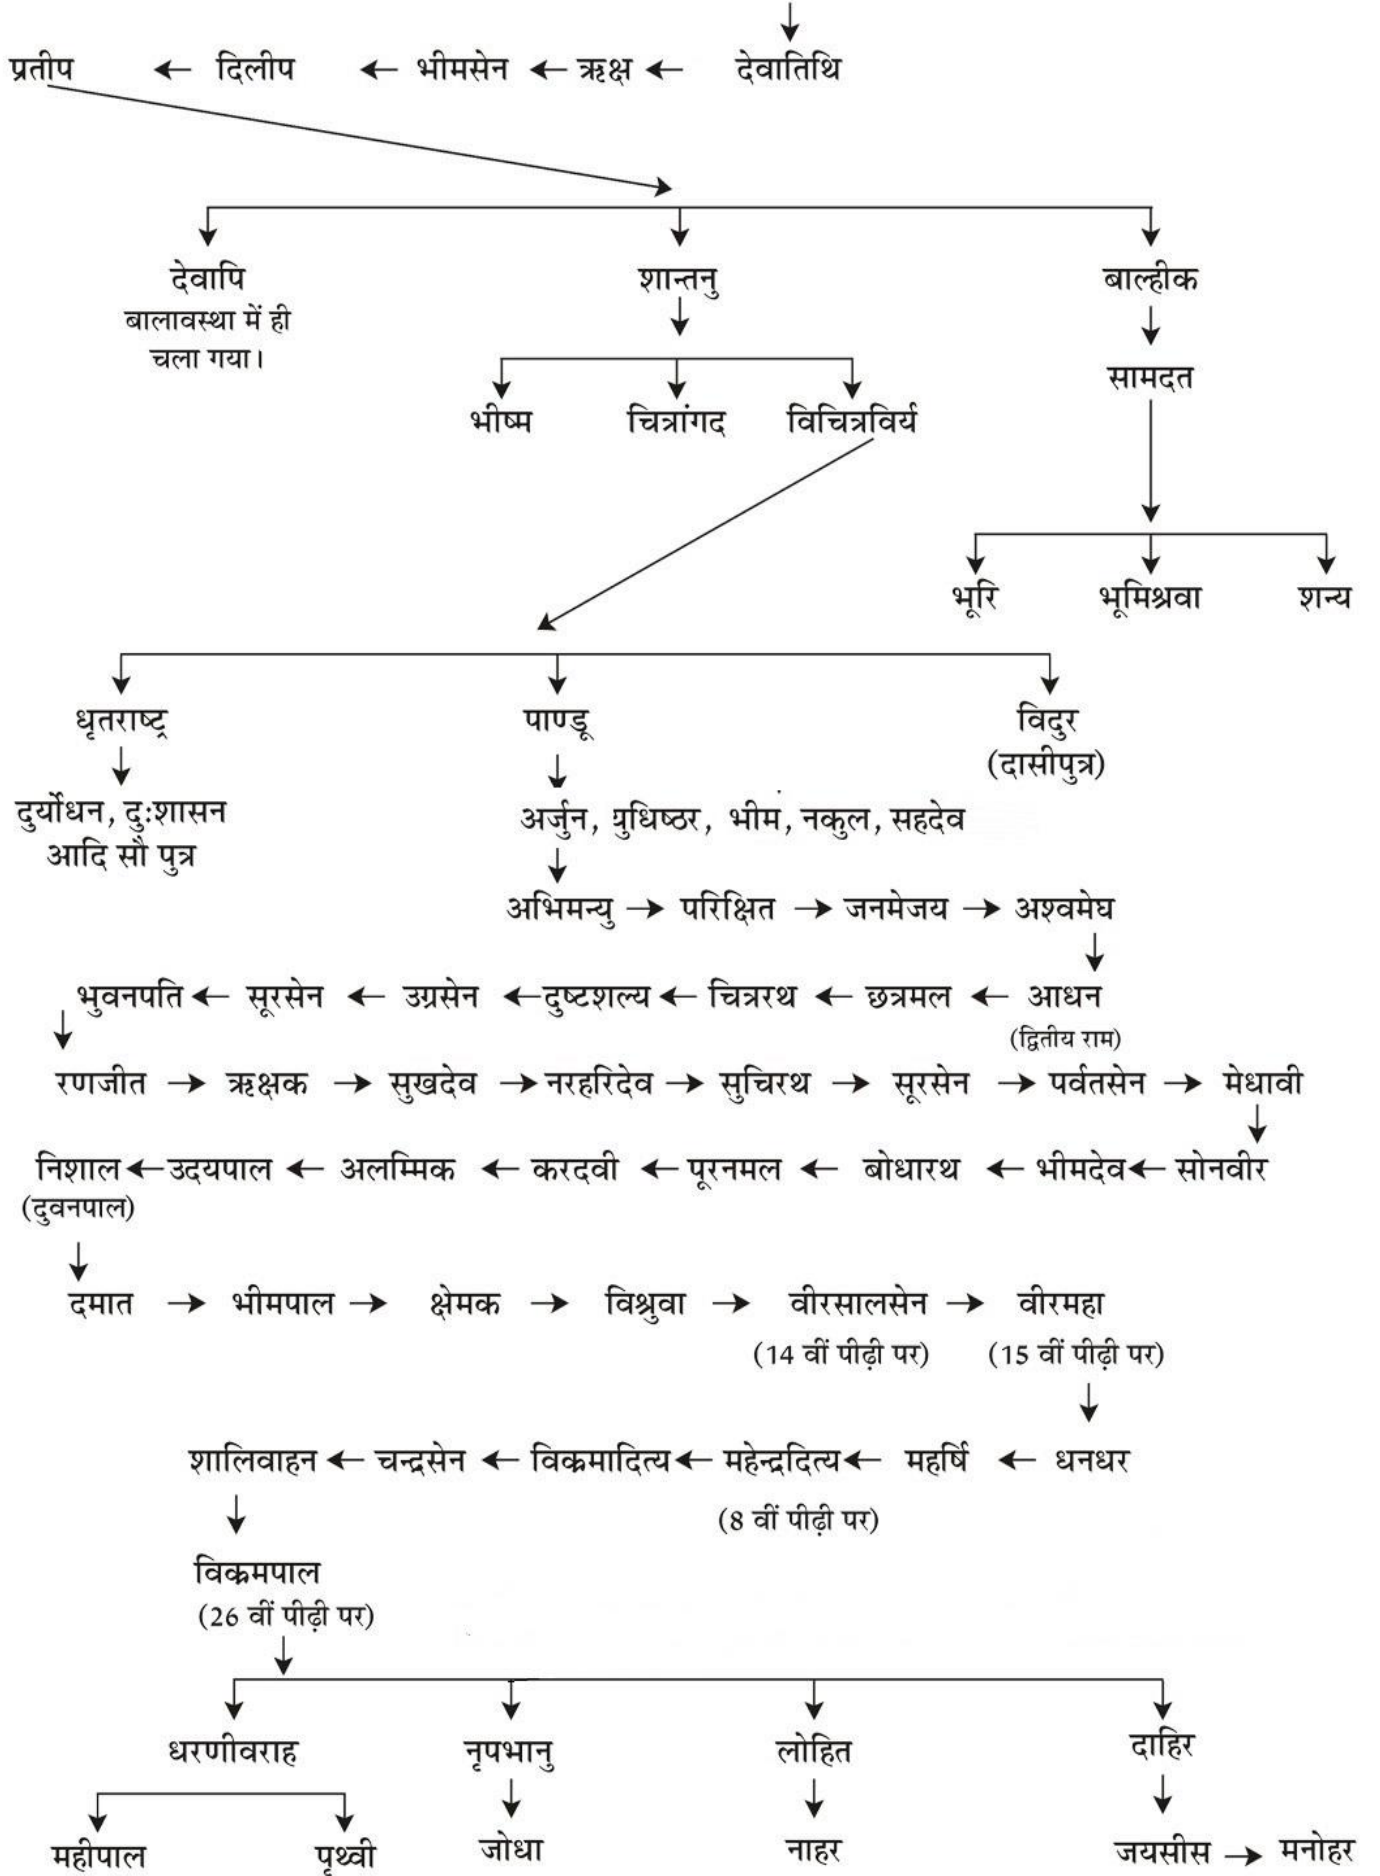 प्रतीप ← दिलीप ← भीमसेन ← ऋक्ष ← देवातिथि
देवापि शान्तनु बाल्हीक
बालावस्था में ही
चला गया।
सामदत
भीष्म चित्रांगद विचित्रविर्य
भूरि भूमिश्रवा शन्य
धृतराष्ट्र पाण्डू विदुर
(दासीपुत्र)
दुर्योधन, दुःशासन
आदि सौ पुत्र
अर्जुन, युधिष्ठर, भीम, नकुल, सहदेव
अभिमन्यु → परिक्षित → जनमेजय → अश्वमेघ
भुवनपति ← सूरसेन ← उग्रसेन ← दुष्टशल्य ← चित्ररथ ← छत्रमल ← आधन
(द्वितीय राम)
रणजीत → ऋक्षक → सुखदेव → नरहरिदेव → सुचिरथ → सूरसेन → पर्वतसेन → मेधावी
निशाल ← उदयपाल ← अलम्मिक ← करदवी ← पूरनमल ← बोधारथ ← भीमदेव ← सोनवीर
(दुवनपाल)
दमात → भीमपाल → क्षेमक → विश्रुवा → वीरसालसेन → वीरमहा
(14 वीं पीढ़ी पर) (15 वीं पीढ़ी पर)
शालिवाहन ← चन्द्रसेन ← विक्रमादित्य ← महेन्द्रदित्य ← महर्षि ← धनधर
(8 वीं पीढ़ी पर)
विक्रमपाल
(26 वीं पीढ़ी पर)
धरणीवराह नृपभानु लोहित दाहिर
महीपाल पृथ्वी जोधा नाहर जयसीस → मनोहर